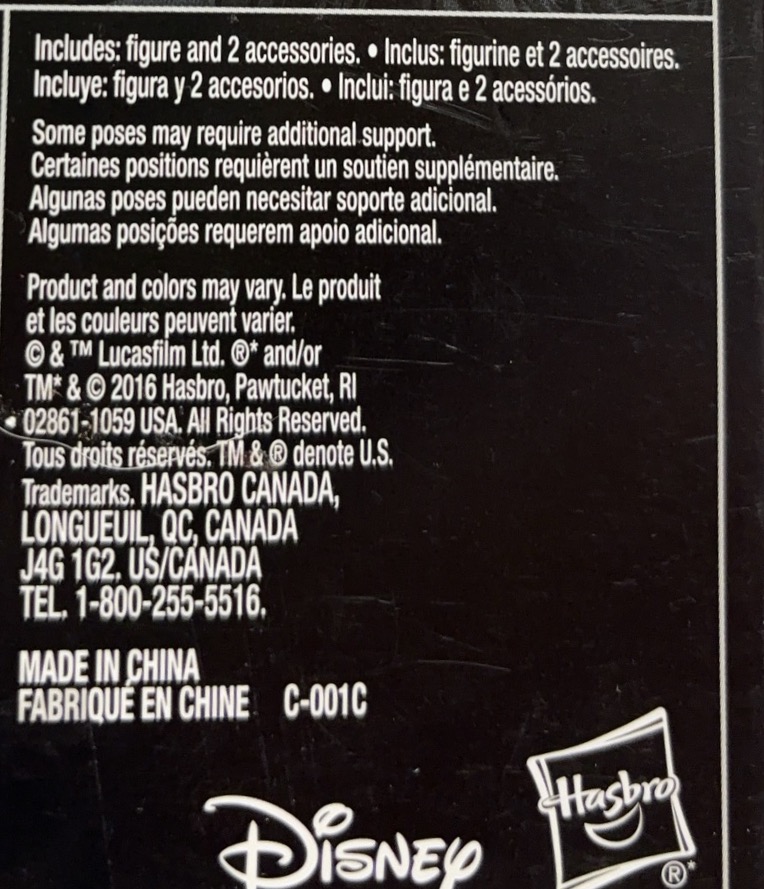 Includes: figure and 2 accessories. • Inclus: figurine et 2 accessoires.
Incluye: figura y 2 accesorios. • Inclui: figura e 2 acessórios.
Some poses may require additional support.
Certaines positions requièrent un soutien supplémentaire.
Algunas poses pueden necesitar soporte adicional.
Algumas posições requerem apoio adicional.
Product and colors may vary. Le produit
et les couleurs peuvent varier.
© & ™ Lucasfilm Ltd. ®* and/or
TM* & © 2016 Hasbro, Pawtucket, RI
02861-1059 USA. All Rights Reserved.
Tous droits réservés. TM & ® denote U.S.
Trademarks. HASBRO CANADA,
LONGUEUIL, QC, CANADA
J4G 1G2. US/CANADA
TEL. 1-800-255-5516.
MADE IN CHINA
FABRIQUÉ EN CHINE C-001C
Hasbro
®*
Disney